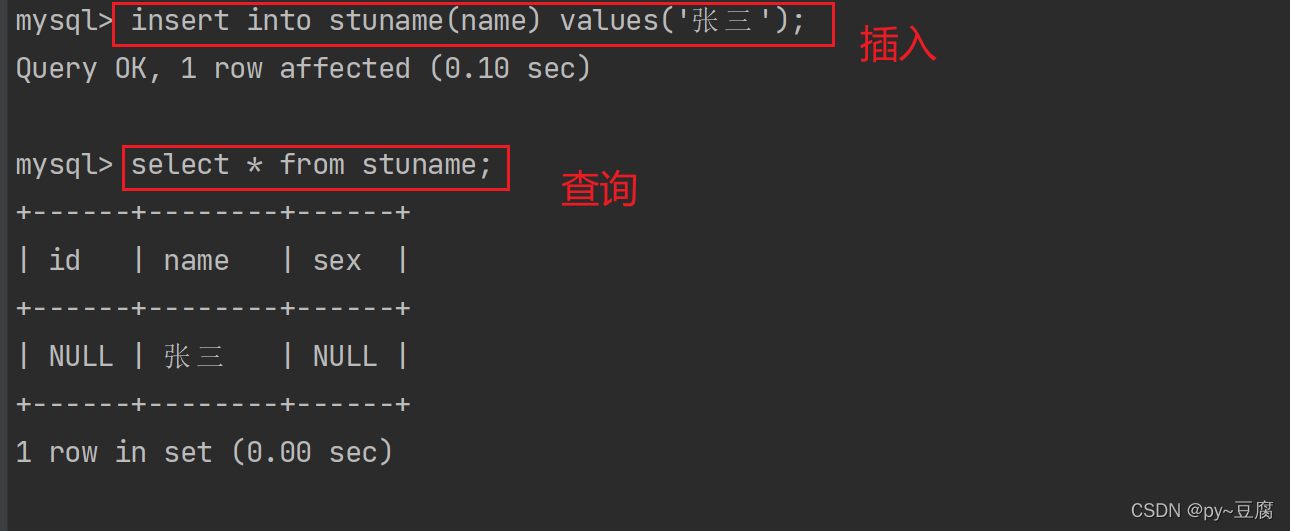 mysql> insert into stuname(name) values('张三');
插入
Query OK, 1 row affected (0.10 sec)
mysql> select * from stuname;
查询
+------+--------+------+
| id   | name   | sex  |
+------+--------+------+
| NULL | 张三   | NULL |
+------+--------+------+
1 row in set (0.00 sec)
CSDN @py~豆腐